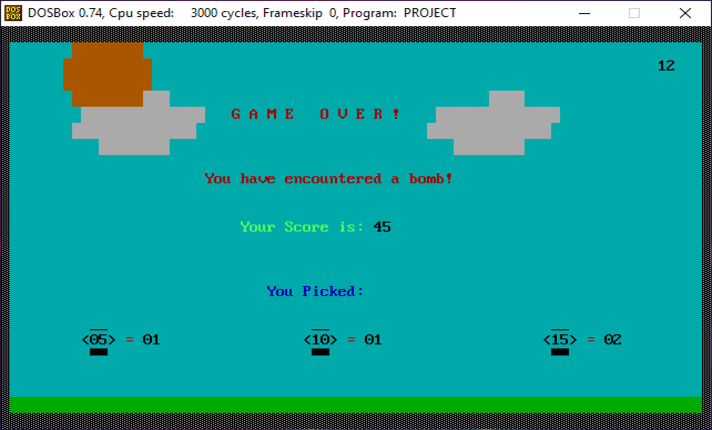 DOSBox 0.74, Cpu speed: 3000 cycles, Frameskip 0, Program: PROJECT
12
G A M E O V E R !
You have encountered a bomb!
Your Score is: 45
You Picked:
<05> = 01 <10> = 01 <15> = 02